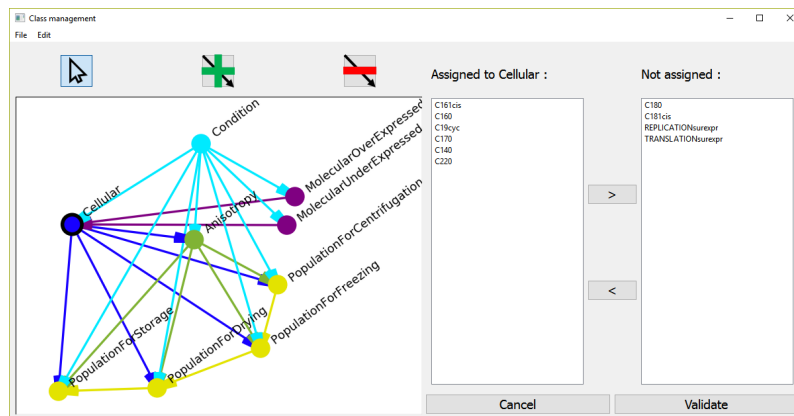 Class management
File Edit
Assigned to Cellular :
Not assigned :
C161cis
C160
C19cyc
C170
C140
C220
C180
C181cis
REPLICATIONsurexpr
TRANSLATIONsurexpr
>
<
Condition
MolecularOverExpressed
MolecularUnderExpressed
Cellular
Anisotropy
PopulationForCentrifugation
PopulationForFreezing
PopulationForDrying
PopulationForStorage
Cancel
Validate